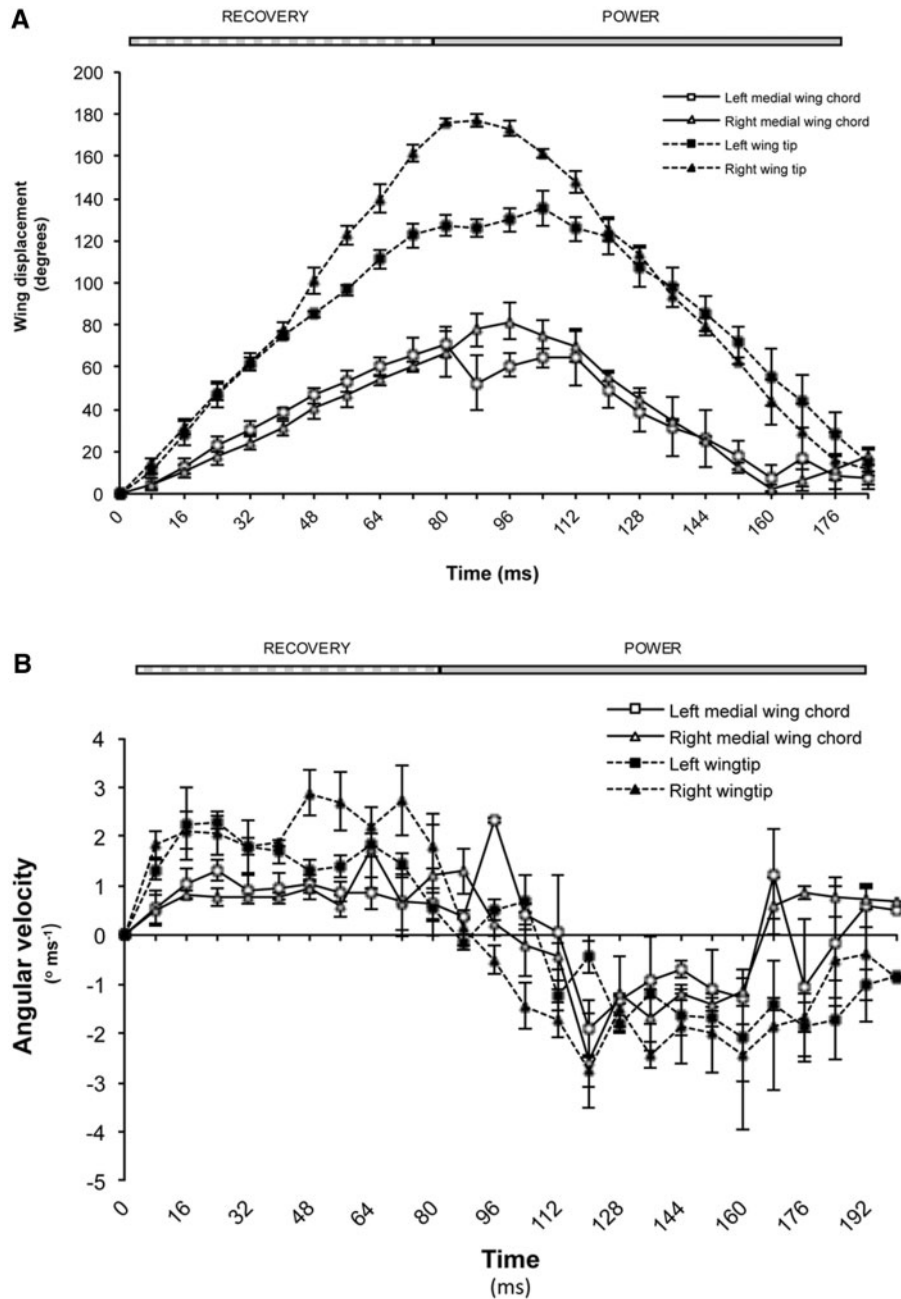 A
RECOVERY POWER
200
180
160
140
120
100
80
60
40
20
0
Wing displacement
(degrees)
Left medial wing chord
Right medial wing chord
Left wing tip
Right wing tip
0 16 32 48 64 80 96 112 128 144 160 176
Time (ms)
B
RECOVERY POWER
Left medial wing chord
Right medial wing chord
Left wingtip
Right wingtip
4
3
2
1
0
-1
-2
-3
-4
-5
Angular velocity
(° ms⁻¹)
0 16 32 48 64 80 96 112 128 144 160 176 192
Time
(ms)